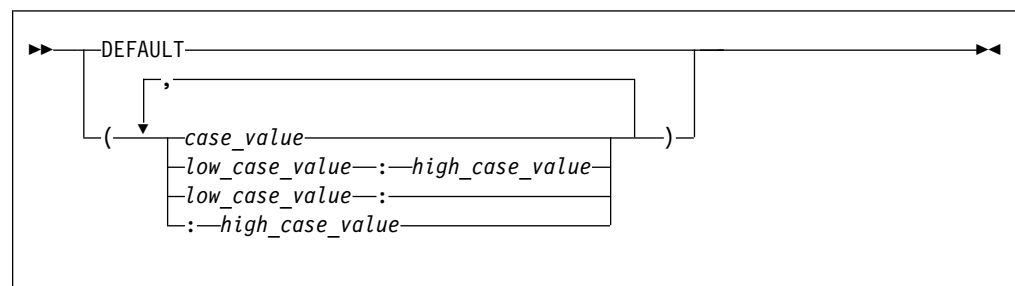 DEFAULT
,
( case_value )
low_case_value : high_case_value
low_case_value :
: high_case_value